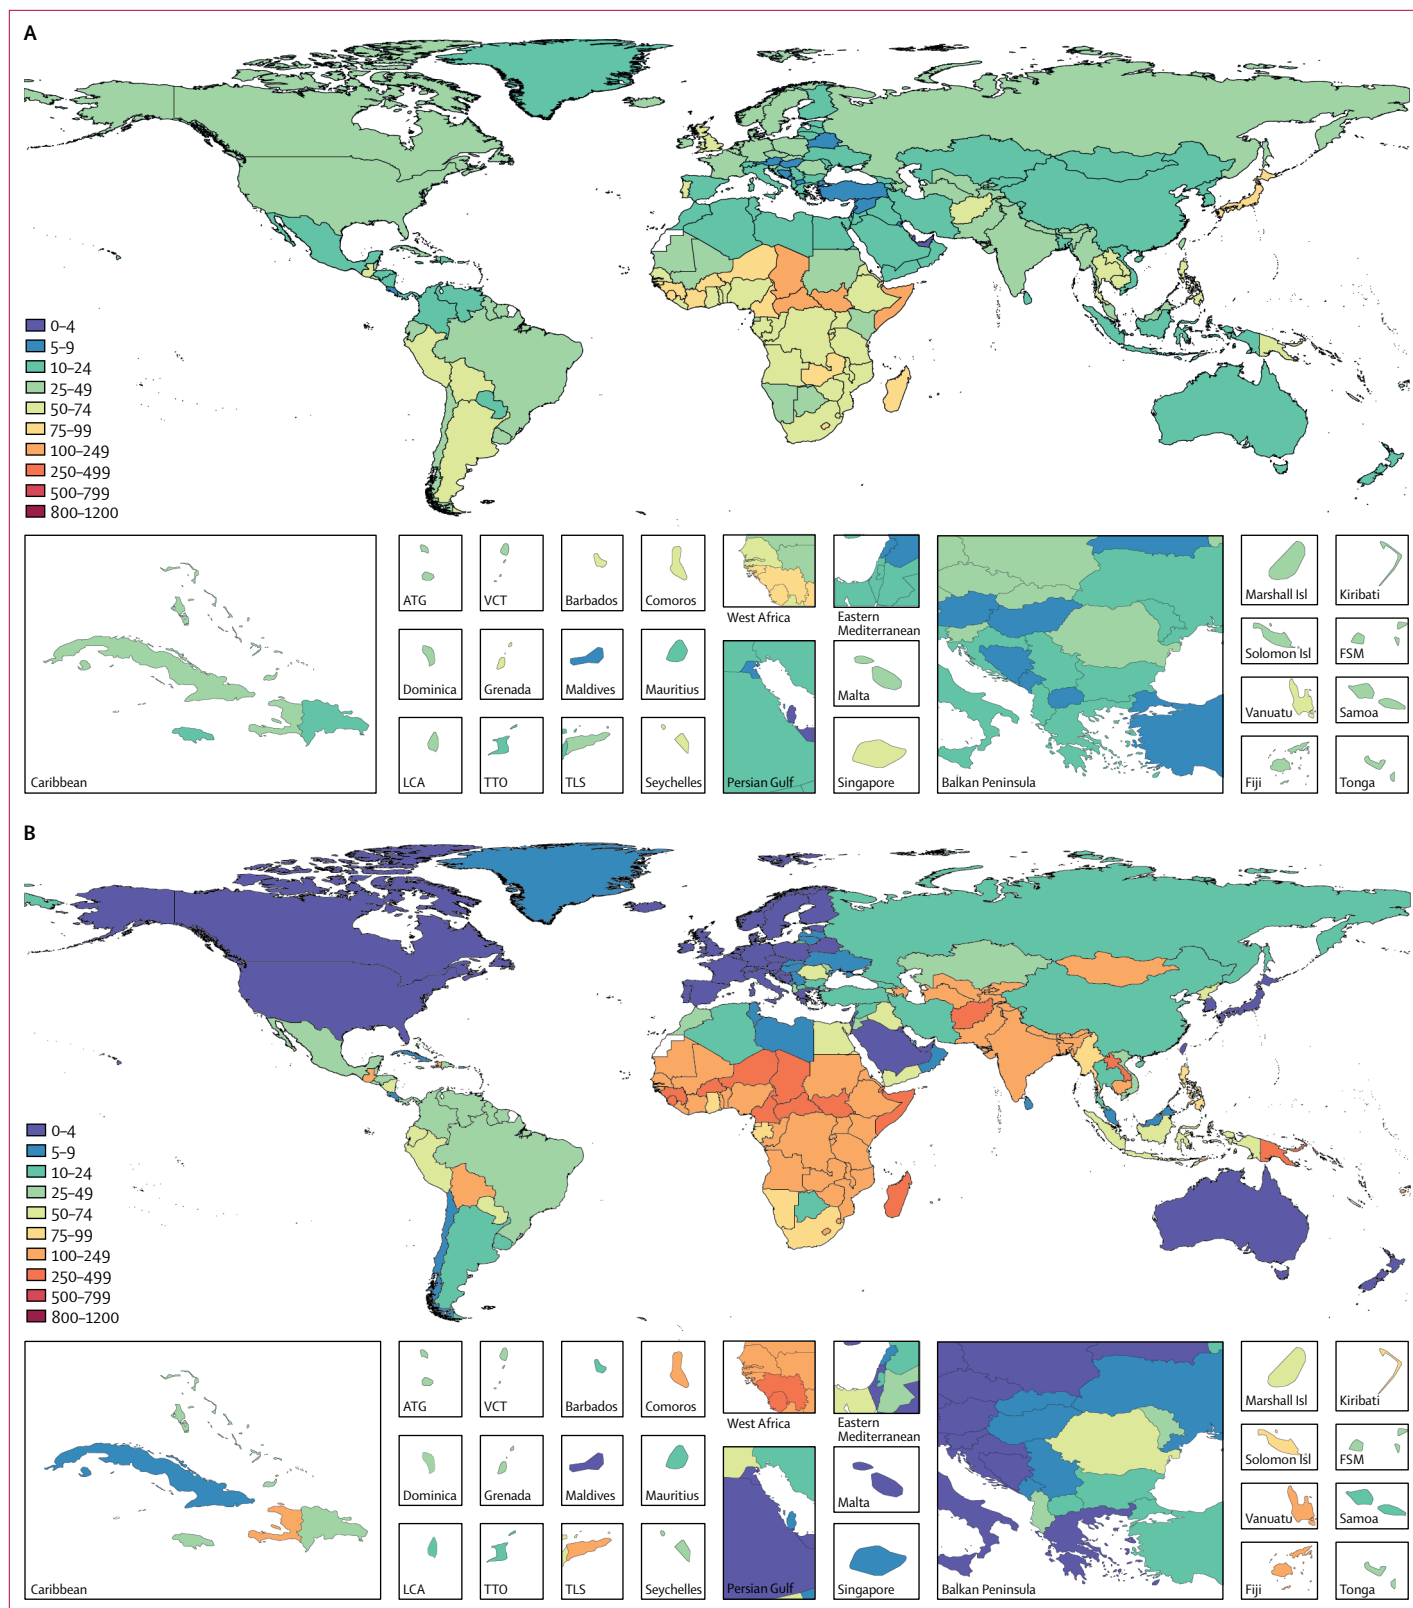 A
0–4
5–9
10–24
25–49
50–74
75–99
100–249
250–499
500–799
800–1200
Caribbean
ATG
VCT
Barbados
Comoros
Dominica
Grenada
Maldives
Mauritius
LCA
TTO
TLS
Seychelles
West Africa
Eastern
Mediterranean
Persian Gulf
Malta
Singapore
Balkan Peninsula
Marshall Isl
Kiribati
Solomon Isl
FSM
Vanuatu
Samoa
Fiji
Tonga
B
0–4
5–9
10–24
25–49
50–74
75–99
100–249
250–499
500–799
800–1200
Caribbean
ATG
VCT
Barbados
Comoros
Dominica
Grenada
Maldives
Mauritius
LCA
TTO
TLS
Seychelles
West Africa
Eastern
Mediterranean
Persian Gulf
Malta
Singapore
Balkan Peninsula
Marshall Isl
Kiribati
Solomon Isl
FSM
Vanuatu
Samoa
Fiji
Tonga